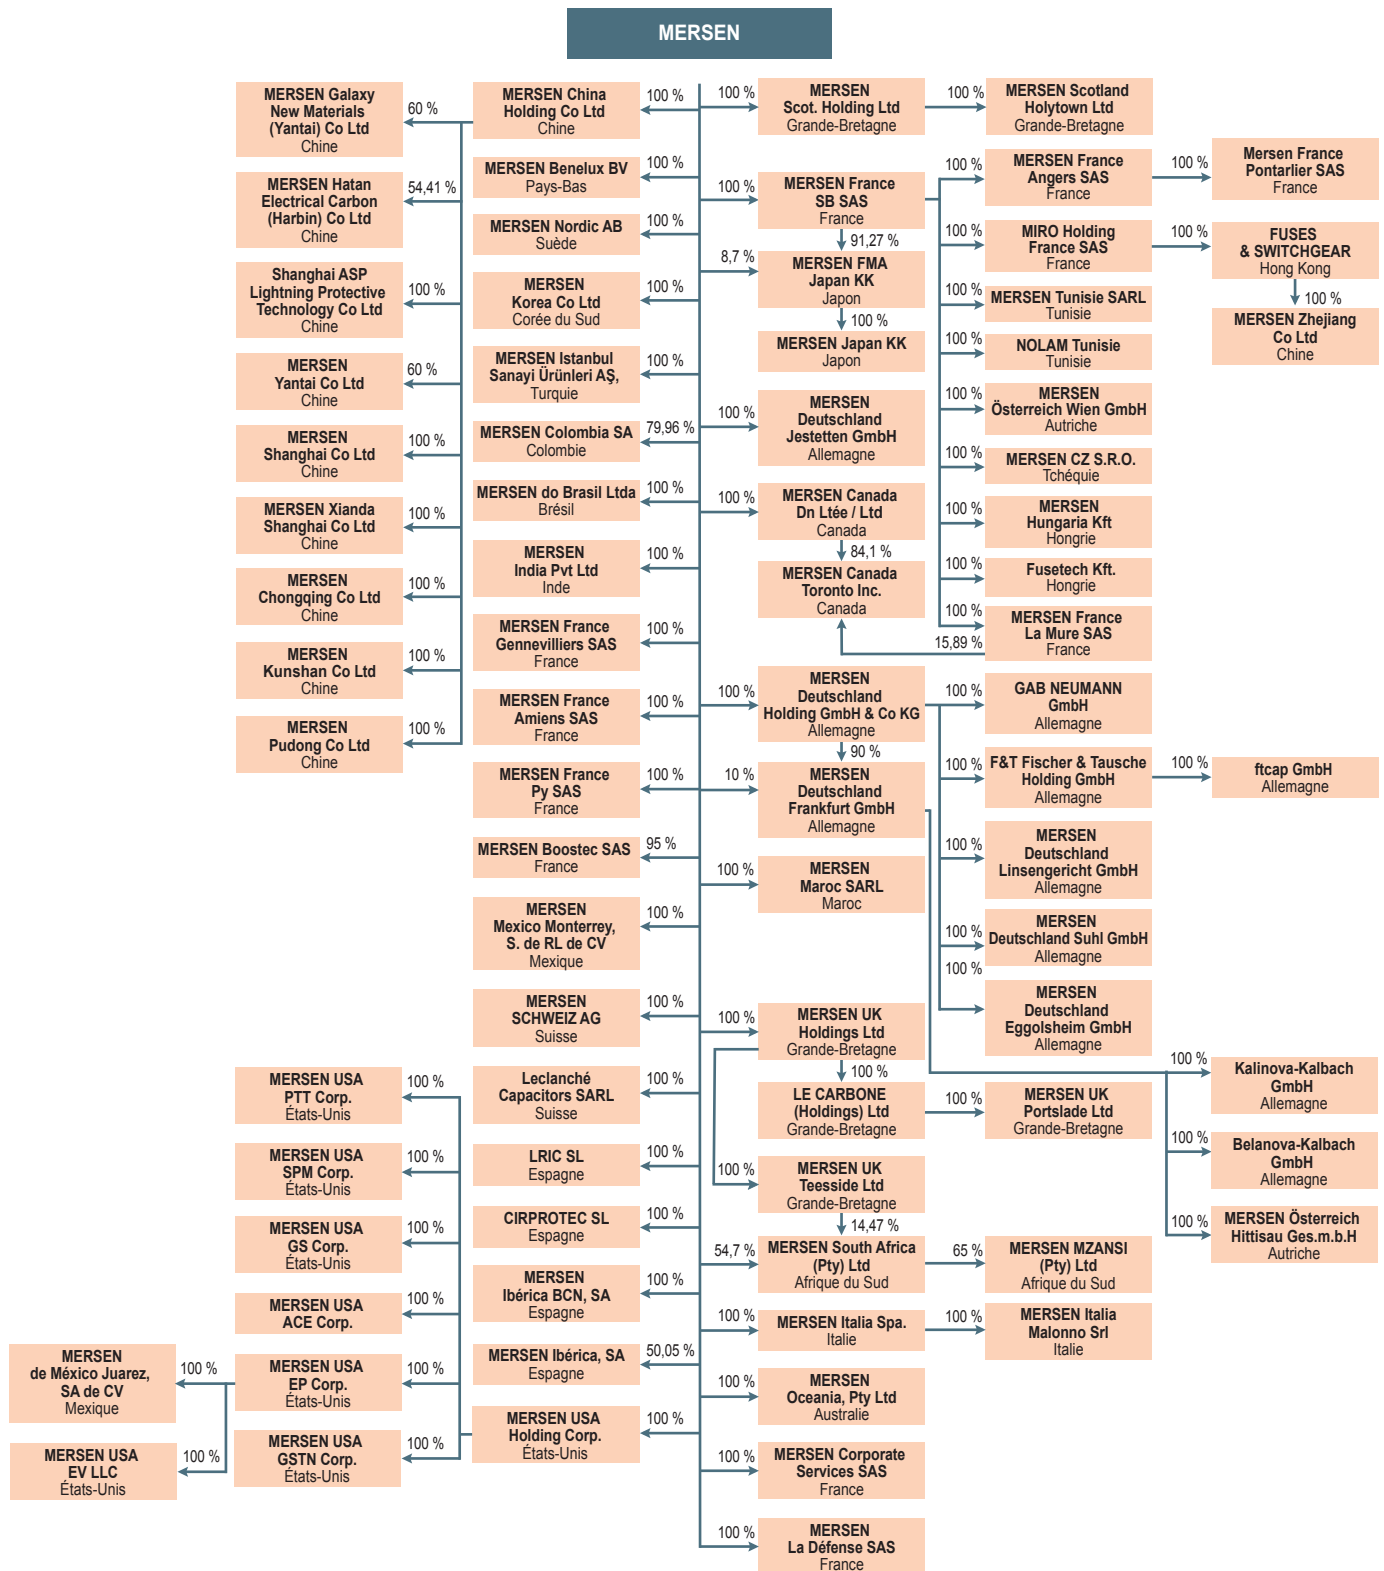 MERSEN
MERSEN Galaxy
New Materials
(Yantai) Co Ltd
Chine
60 %
MERSEN Hatan
Electrical Carbon
(Harbin) Co Ltd
Chine
54,41 %
Shanghai ASP
Lightning Protective
Technology Co Ltd
Chine
100 %
MERSEN
Yantai Co Ltd
Chine
60 %
MERSEN
Shanghai Co Ltd
Chine
100 %
MERSEN Xianda
Shanghai Co Ltd
Chine
100 %
MERSEN
Chongqing Co Ltd
Chine
100 %
MERSEN
Kunshan Co Ltd
Chine
100 %
MERSEN
Pudong Co Ltd
Chine
100 %
MERSEN USA
PTT Corp.
États-Unis
100 %
MERSEN USA
SPM Corp.
États-Unis
100 %
MERSEN USA
GS Corp.
États-Unis
100 %
MERSEN USA
ACE Corp.
100 %
MERSEN
de México Juarez,
SA de CV
Mexique
100 %
MERSEN USA
EP Corp.
États-Unis
100 %
MERSEN USA
EV LLC
États-Unis
100 %
MERSEN USA
GSTN Corp.
États-Unis
100 %
MERSEN China
Holding Co Ltd
Chine
100 %
MERSEN Benelux BV
Pays-Bas
100 %
MERSEN Nordic AB
Suède
100 %
MERSEN
Korea Co Ltd
Corée du Sud
100 %
MERSEN Istanbul
Sanayi Ürünleri AŞ,
Turquie
100 %
MERSEN Colombia SA
Colombie
79,96 %
MERSEN do Brasil Ltda
Brésil
100 %
MERSEN
India Pvt Ltd
Inde
100 %
MERSEN France
Gennevilliers SAS
France
100 %
MERSEN France
Amiens SAS
France
100 %
MERSEN France
Py SAS
France
100 %
MERSEN Boostec SAS
France
95 %
MERSEN
Mexico Monterrey,
S. de RL de CV
Mexique
100 %
MERSEN
SCHWEIZ AG
Suisse
100 %
Leclanché
Capacitors SARL
Suisse
100 %
LRIC SL
Espagne
100 %
CIRPROTEC SL
Espagne
100 %
MERSEN
Ibérica BCN, SA
Espagne
100 %
MERSEN Ibérica, SA
Espagne
50,05 %
MERSEN USA
Holding Corp.
États-Unis
100 %
100 %
MERSEN
Scot. Holding Ltd
Grande-Bretagne
100 %
MERSEN Scotland
Holytown Ltd
Grande-Bretagne
100 %
MERSEN France
SB SAS
France
91,27 %
8,7 %
MERSEN FMA
Japan KK
Japon
100 %
MERSEN Japan KK
Japon
100 %
MERSEN
Deutschland
Jestetten GmbH
Allemagne
100 %
MERSEN Canada
Dn Ltée / Ltd
Canada
84,1 %
MERSEN Canada
Toronto Inc.
Canada
15,89 %
100 %
MERSEN
Deutschland
Holding GmbH & Co KG
Allemagne
90 %
10 %
MERSEN
Deutschland
Frankfurt GmbH
Allemagne
100 %
MERSEN
Maroc SARL
Maroc
100 %
MERSEN UK
Holdings Ltd
Grande-Bretagne
100 %
LE CARBONE
(Holdings) Ltd
Grande-Bretagne
100 %
MERSEN UK
Portslade Ltd
Grande-Bretagne
100 %
MERSEN UK
Teesside Ltd
Grande-Bretagne
14,47 %
54,7 %
MERSEN South Africa
(Pty) Ltd
Afrique du Sud
65 %
MERSEN MZANSI
(Pty) Ltd
Afrique du Sud
100 %
MERSEN Italia Spa.
Italie
100 %
MERSEN Italia
Malonno Srl
Italie
100 %
MERSEN
Oceania, Pty Ltd
Australie
100 %
MERSEN Corporate
Services SAS
France
100 %
MERSEN
La Défense SAS
France
100 %
MERSEN France
Angers SAS
France
100 %
Mersen France
Pontarlier SAS
France
100 %
MIRO Holding
France SAS
France
100 %
FUSES
& SWITCHGEAR
Hong Kong
100 %
MERSEN Zhejiang
Co Ltd
Chine
100 %
MERSEN Tunisie SARL
Tunisie
100 %
NOLAM Tunisie
Tunisie
100 %
MERSEN
Österreich Wien GmbH
Autriche
100 %
MERSEN CZ S.R.O.
Tchéquie
100 %
MERSEN
Hungaria Kft
Hongrie
100 %
Fusetech Kft.
Hongrie
100 %
MERSEN France
La Mure SAS
France
100 %
GAB NEUMANN
GmbH
Allemagne
100 %
F&T Fischer & Tausche
Holding GmbH
Allemagne
100 %
ftcap GmbH
Allemagne
100 %
MERSEN
Deutschland
Linsengericht GmbH
Allemagne
100 %
MERSEN
Deutschland Suhl GmbH
Allemagne
100 %
MERSEN
Deutschland
Eggolsheim GmbH
Allemagne
100 %
Kalinova-Kalbach
GmbH
Allemagne
100 %
Belanova-Kalbach
GmbH
Allemagne
100 %
MERSEN Österreich
Hittisau Ges.m.b.H
Autriche